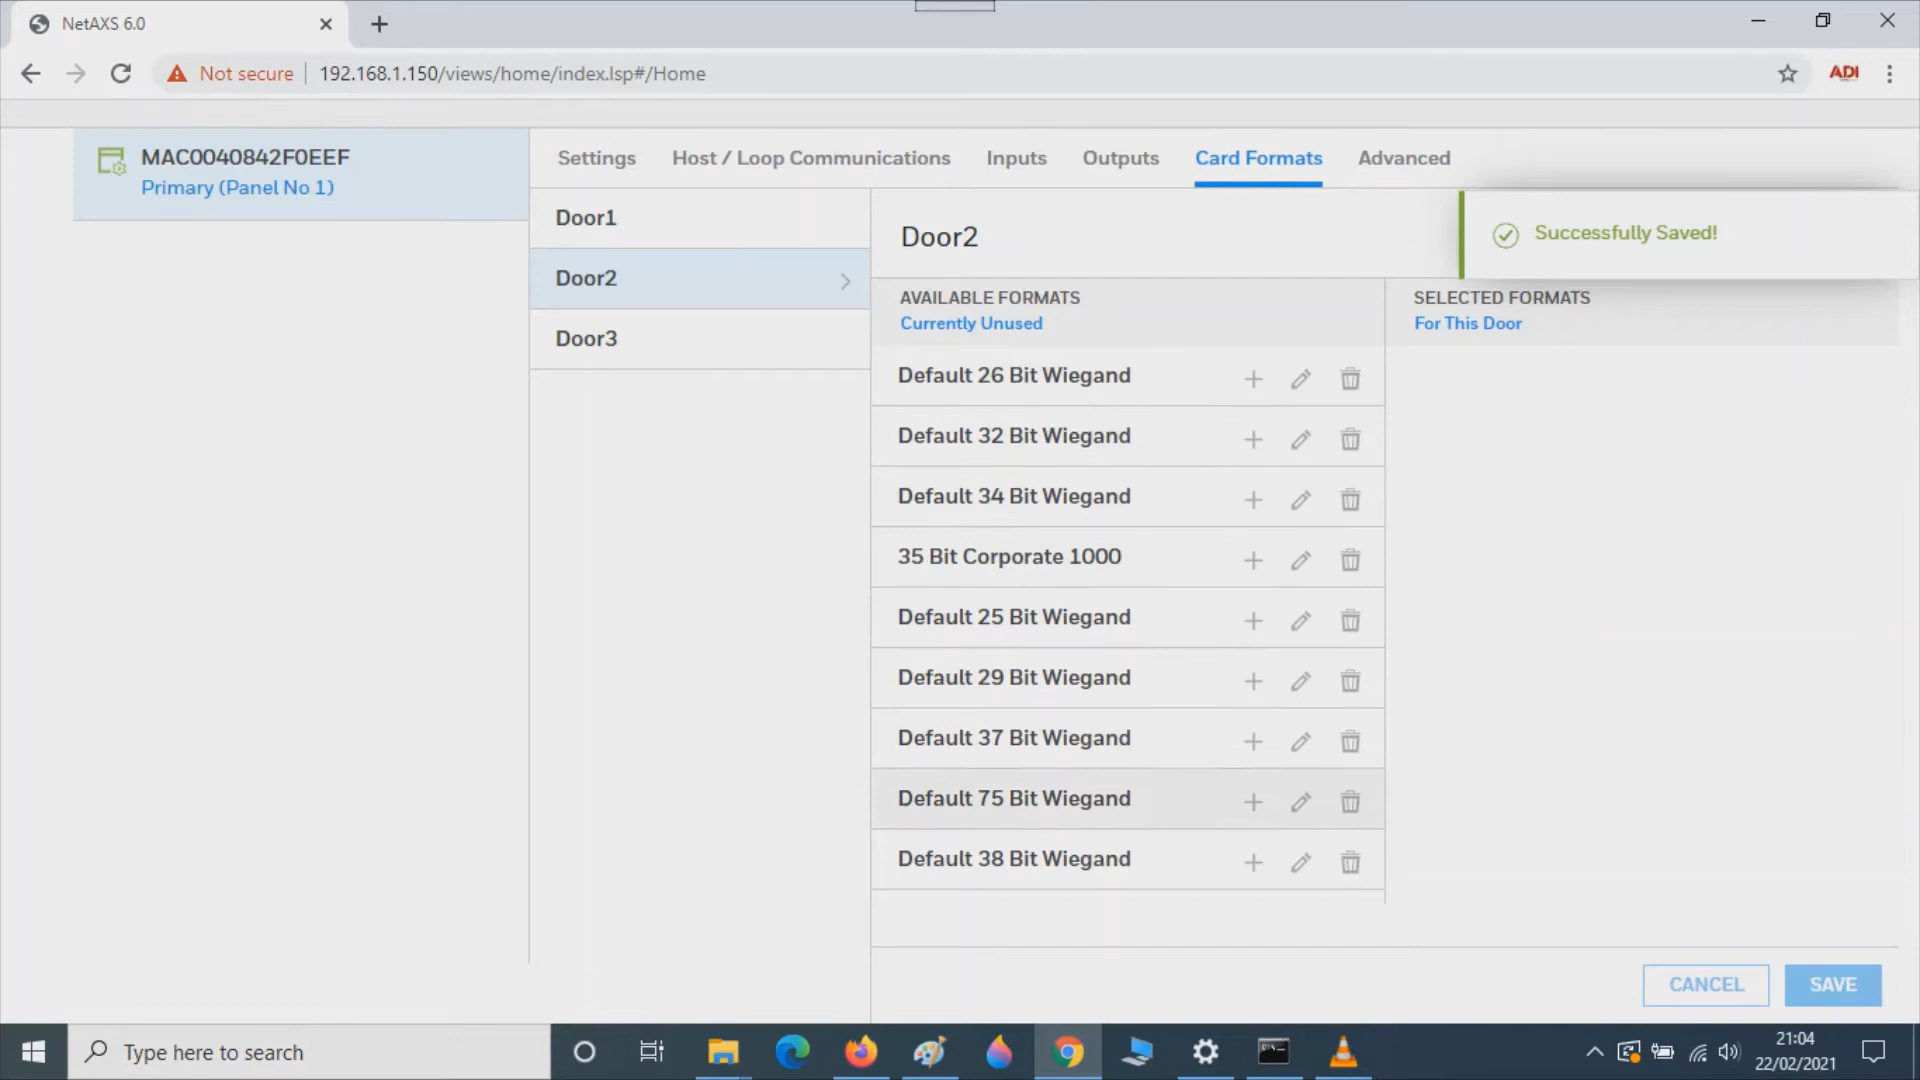 NetAXS 6.0
Not secure
192.168.1.150/views/home/index.lsp#/Home
ADI
MAC0040842F0EEF
Primary (Panel No 1)
Settings
Host / Loop Communications
Inputs
Outputs
Card Formats
Advanced
Door1
Door2
Door3
Door2
Successfully Saved!
AVAILABLE FORMATS
Currently Unused
SELECTED FORMATS
For This Door
Default 26 Bit Wiegand
Default 32 Bit Wiegand
Default 34 Bit Wiegand
35 Bit Corporate 1000
Default 25 Bit Wiegand
Default 29 Bit Wiegand
Default 37 Bit Wiegand
Default 75 Bit Wiegand
Default 38 Bit Wiegand
CANCEL
SAVE
Type here to search
21:04
22/02/2021